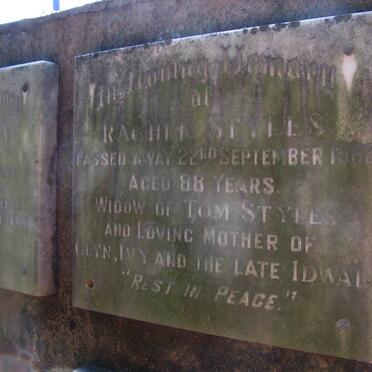 In Loving Memory
of
RACHEL STYLES
PASSED AWAY 22ND SEPTEMBER
AGED 88 YEARS.
WIDOW OF TOM STYLES
AND LOVING MOTHER OF
GLYN, IVY AND THE LATE IDWAL
"REST IN PEACE."